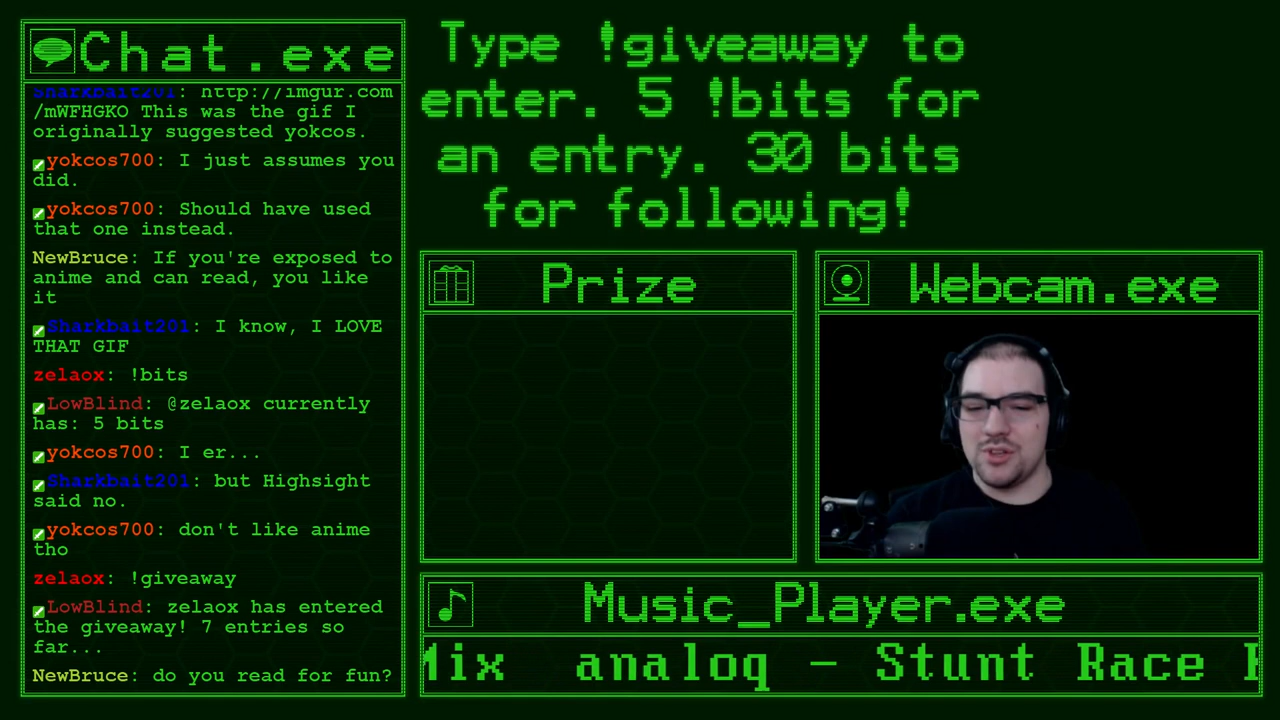 Chat.exe
Sharkbait201: http://imgur.com
/mWFHGKO This was the gif I
originally suggested yokcos.
yokcos700: I just assumes you
did.
yokcos700: Should have used
that one instead.
NewBruce: If you're exposed to
anime and can read, you like
it
Sharkbait201: I know, I LOVE
THAT GIF
zelaox: !bits
LowBlind: @zelaox currently
has: 5 bits
yokcos700: I er...
Sharkbait201: but Highsight
said no.
yokcos700: don't like anime
tho
zelaox: !giveaway
LowBlind: zelaox has entered
the giveaway! 7 entries so
far...
NewBruce: do you read for fun?
Type !giveaway to
enter. 5 !bits for
an entry. 30 bits
for following!
Prize
Webcam.exe
Music_Player.exe
Mix analoq - Stunt Race